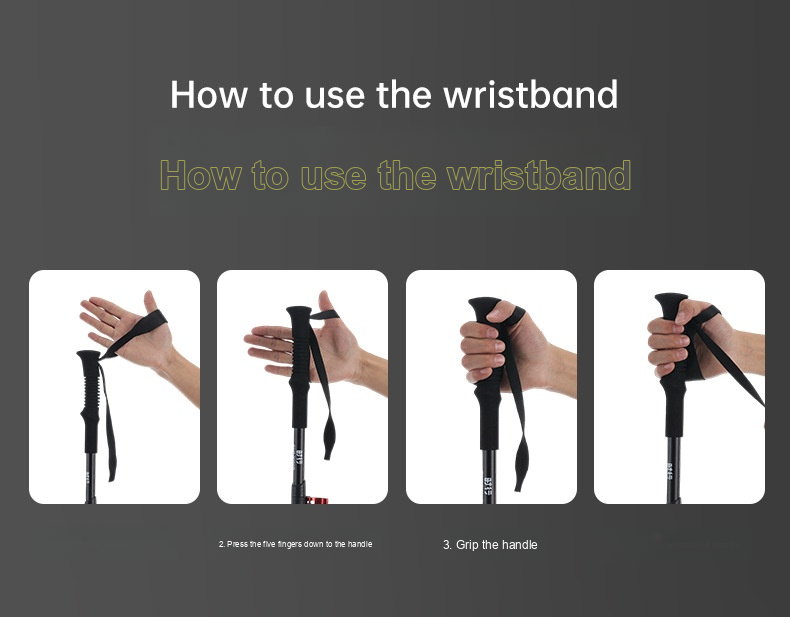 How to use the wristband
How to use the wristband
2. Press the five fingers down to the handle
3. Grip the handle